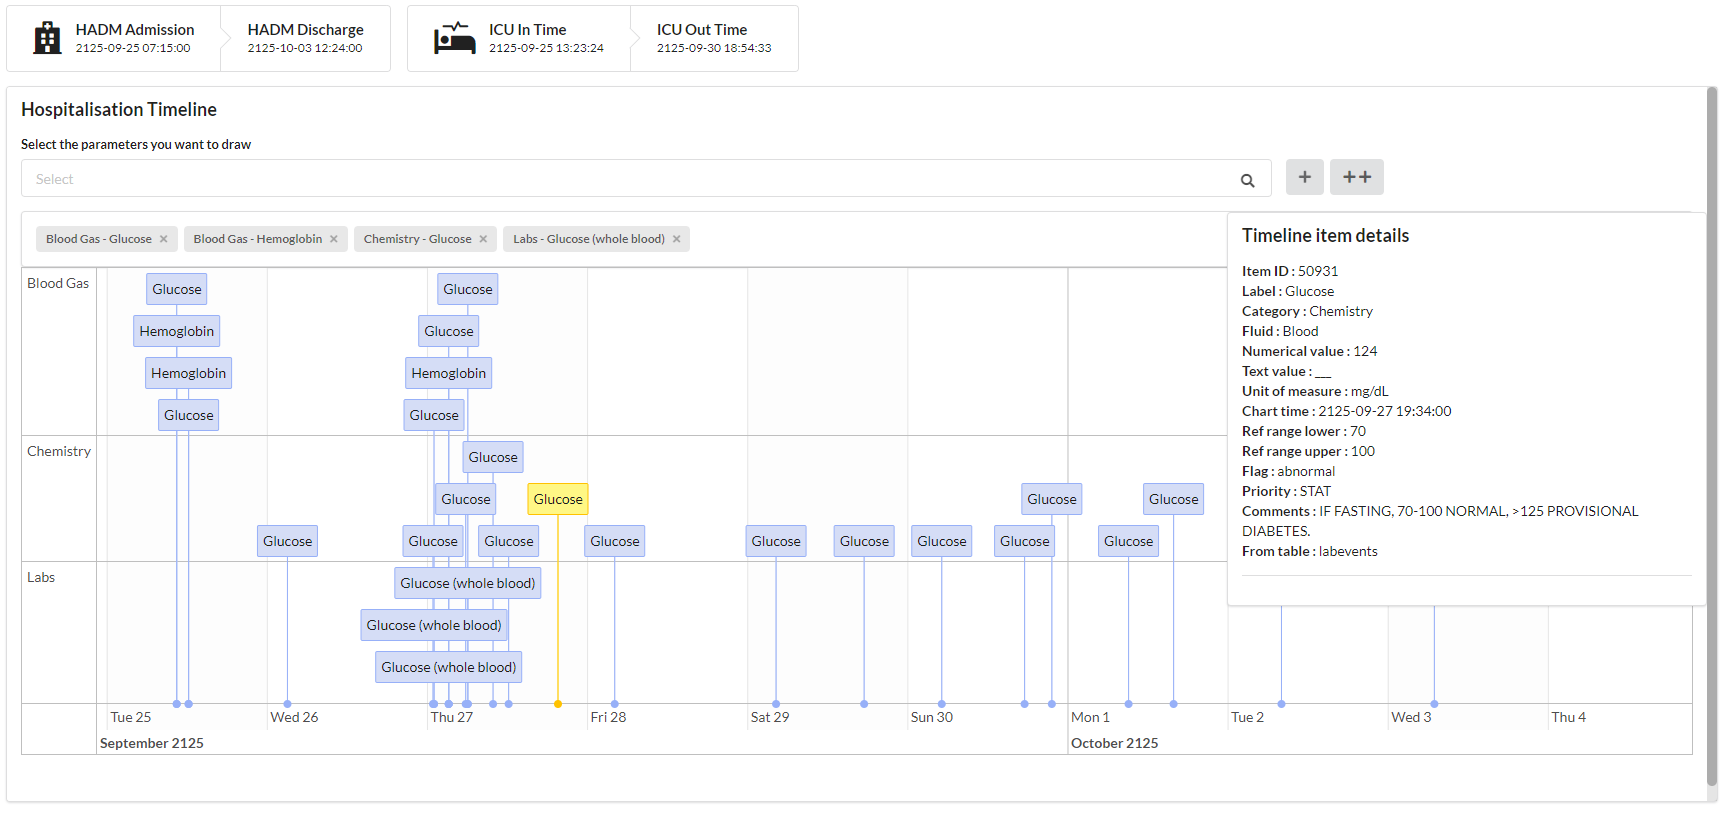 HADM Admission
2125-09-25 07:15:00
HADM Discharge
2125-10-03 12:24:00
ICU In Time
2125-09-25 13:23:24
ICU Out Time
2125-09-30 18:54:33
Hospitalisation Timeline
Select the parameters you want to draw
Select
+
++
Blood Gas - Glucose ×
Blood Gas - Hemoglobin ×
Chemistry - Glucose ×
Labs - Glucose (whole blood) ×
Blood Gas
Glucose
Glucose
Hemoglobin
Glucose
Hemoglobin
Hemoglobin
Glucose
Glucose
Chemistry
Glucose
Glucose
Glucose
Glucose
Glucose
Glucose
Glucose
Glucose
Glucose
Glucose
Glucose
Glucose
Glucose
Glucose
Labs
Glucose (whole blood)
Glucose (whole blood)
Glucose (whole blood)
Tue 25
Wed 26
Thu 27
Fri 28
Sat 29
Sun 30
Mon 1
Tue 2
Wed 3
Thu 4
September 2125
October 2125
Timeline item details
Item ID : 50931
Label : Glucose
Category : Chemistry
Fluid : Blood
Numerical value : 124
Text value : ___
Unit of measure : mg/dL
Chart time : 2125-09-27 19:34:00
Ref range lower : 70
Ref range upper : 100
Flag : abnormal
Priority : STAT
Comments : IF FASTING, 70-100 NORMAL, >125 PROVISIONAL
DIABETES.
From table : labevents